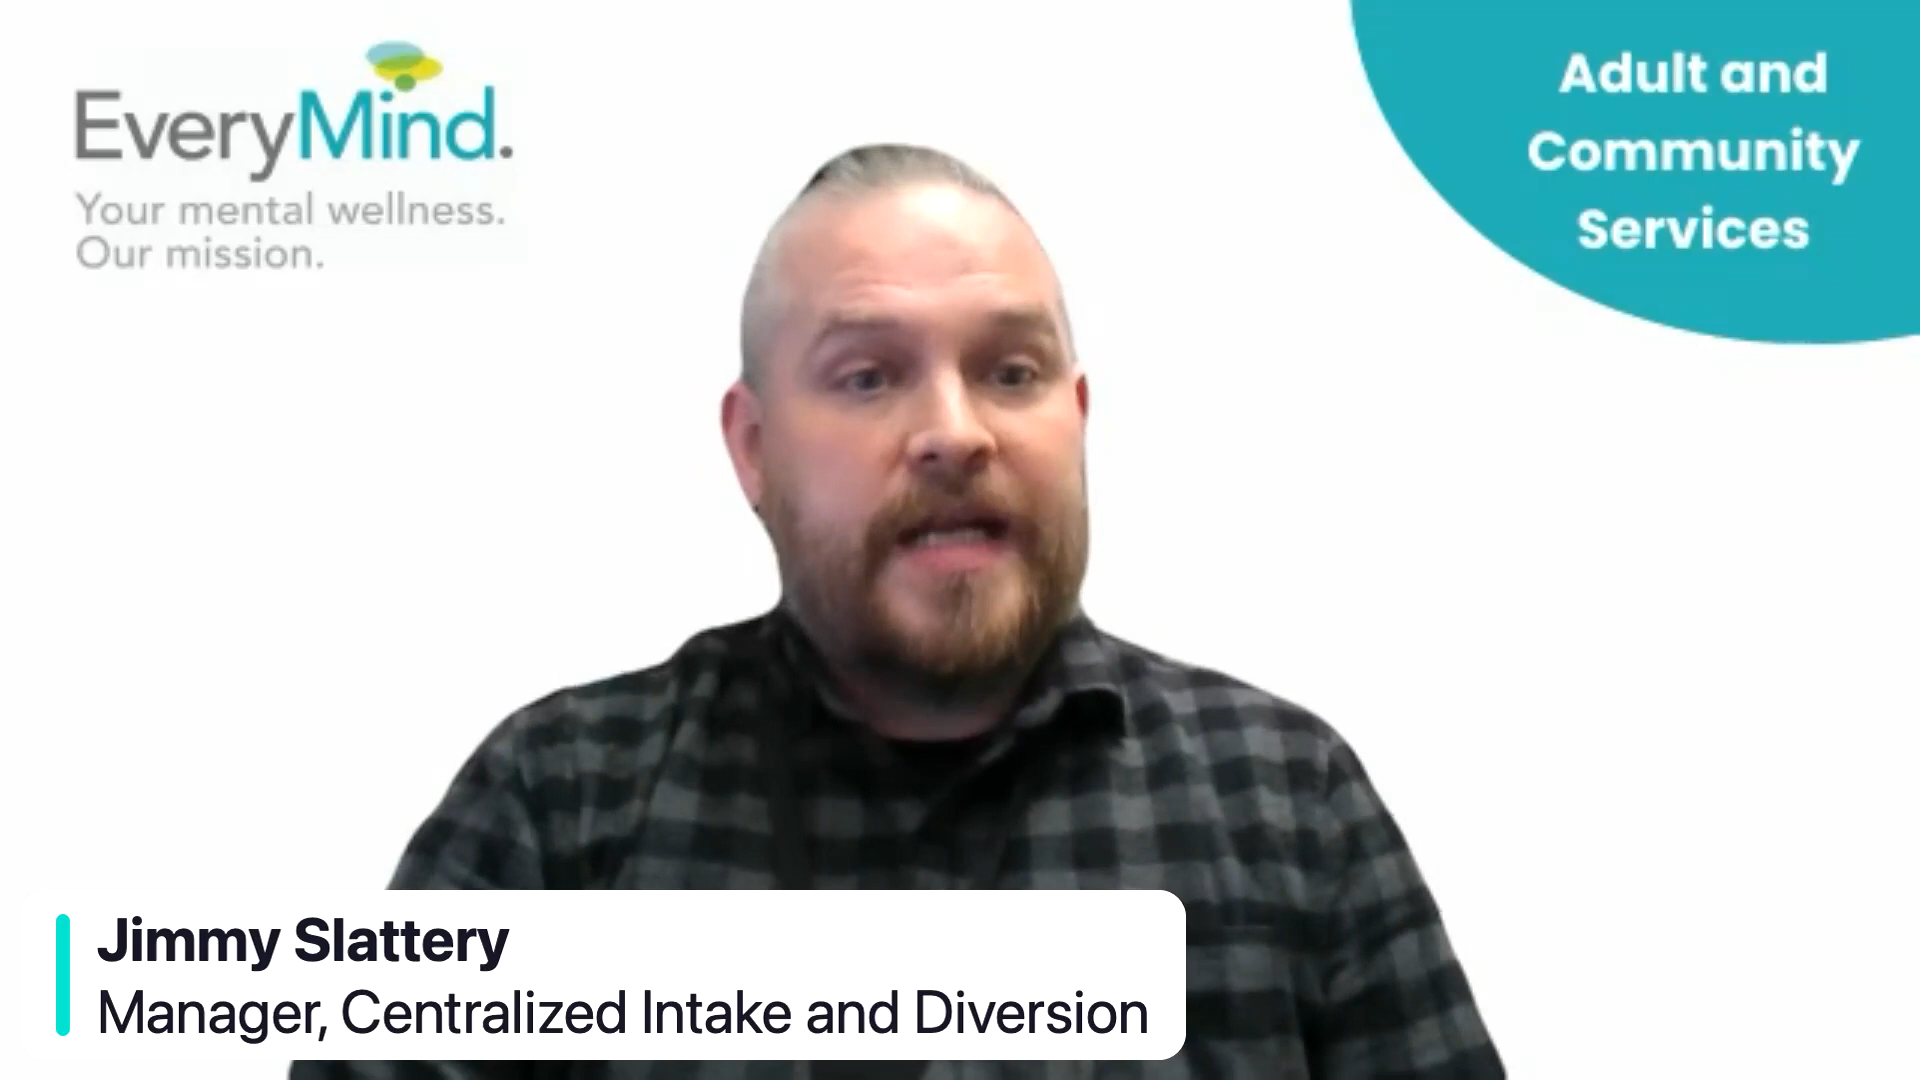 EveryMind.
Your mental wellness.
Our mission.
Adult and
Community
Services
Jimmy Slattery
Manager, Centralized Intake and Diversion